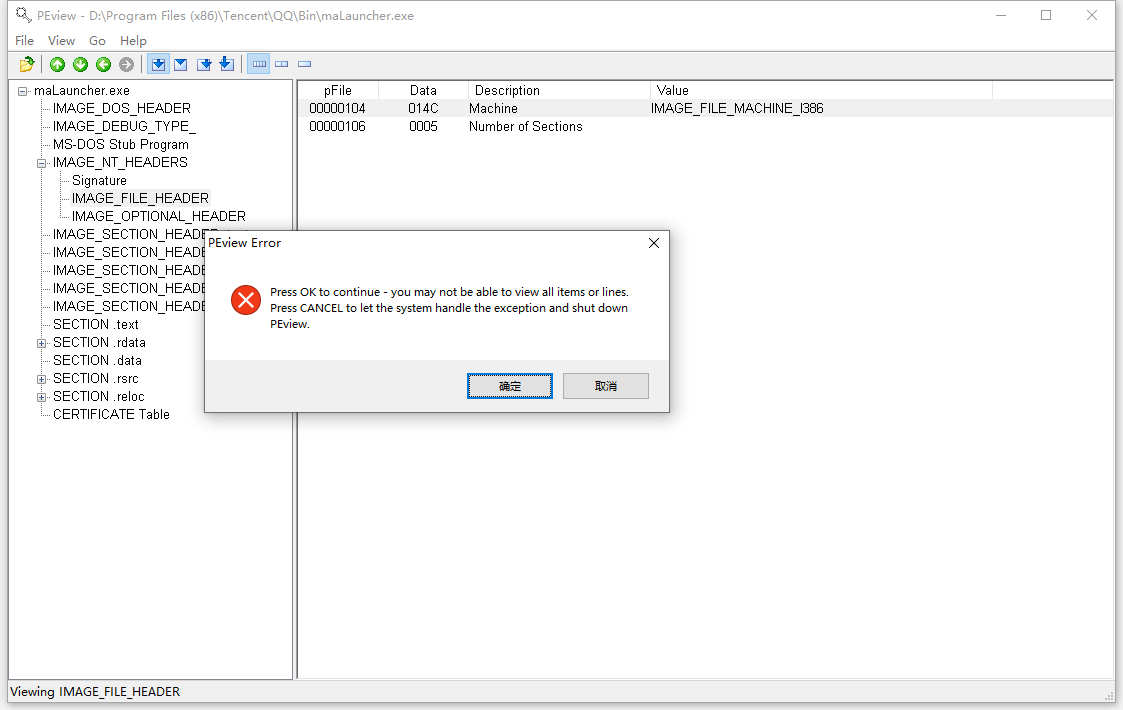 PEview - D:\Program Files (x86)\Tencent\QQ\Bin\maLauncher.exe
File View Go Help
maLauncher.exe
IMAGE_DOS_HEADER
IMAGE_DEBUG_TYPE_
MS-DOS Stub Program
IMAGE_NT_HEADERS
Signature
IMAGE_FILE_HEADER
IMAGE_OPTIONAL_HEADER
IMAGE_SECTION_HEADER
IMAGE_SECTION_HEADE
IMAGE_SECTION_HEADE
IMAGE_SECTION_HEADE
IMAGE_SECTION_HEADE
SECTION .text
SECTION .rdata
SECTION .data
SECTION .rsrc
SECTION .reloc
CERTIFICATE Table
pFile Data Description Value
00000104 014C Machine IMAGE_FILE_MACHINE_I386
00000106 0005 Number of Sections
PEview Error
Press OK to continue - you may not be able to view all items or lines.
Press CANCEL to let the system handle the exception and shut down
PEview.
确定 取消
Viewing IMAGE_FILE_HEADER